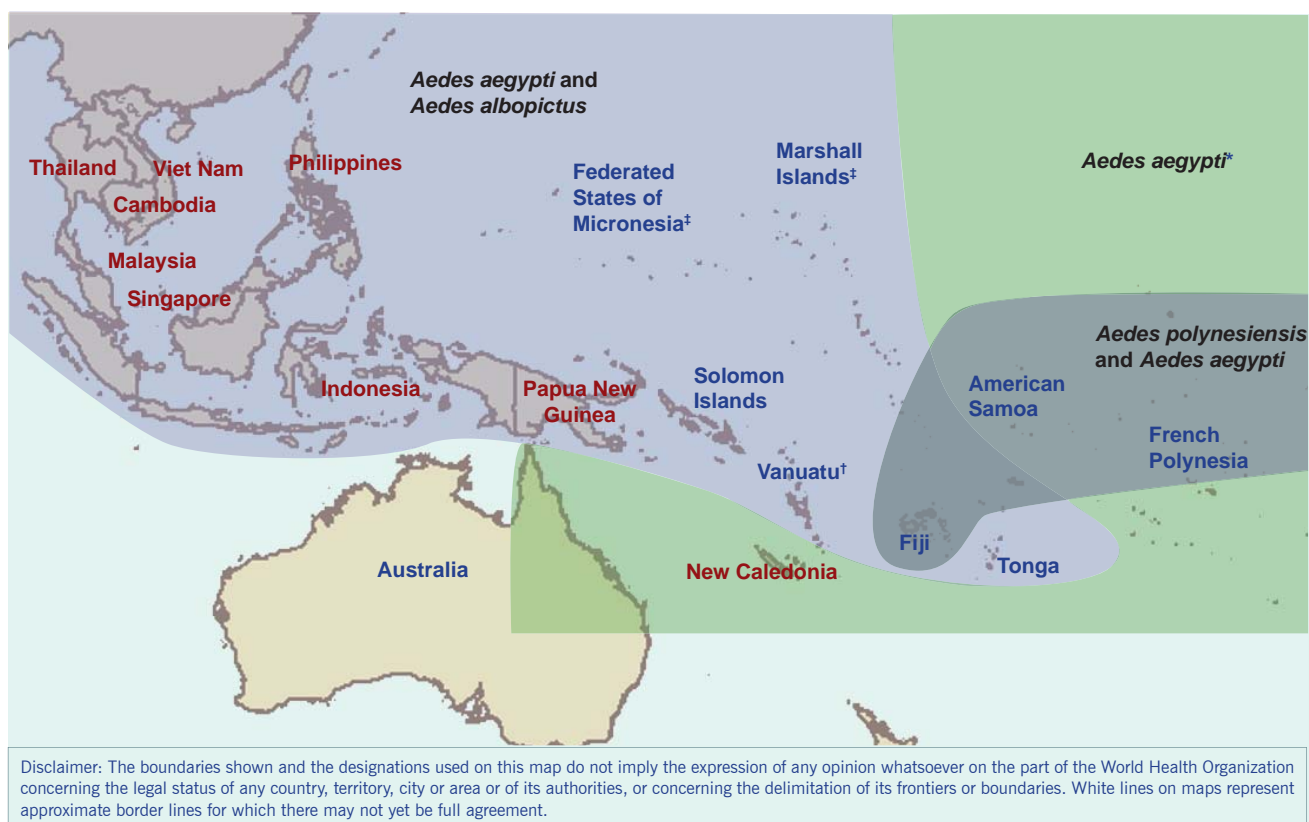 Aedes aegypti and
Aedes albopictus
Marshall
Islands‡
Aedes aegypti*
Federated
States of
Micronesia‡
Thailand
Viet Nam
Philippines
Cambodia
Malaysia
Singapore
Aedes polynesiensis
and Aedes aegypti
Indonesia
Papua New
Guinea
Solomon
Islands
American
Samoa
French
Polynesia
Vanuatu†
Fiji
Tonga
Australia
New Caledonia
Disclaimer: The boundaries shown and the designations used on this map do not imply the expression of any opinion whatsoever on the part of the World Health Organization
concerning the legal status of any country, territory, city or area or of its authorities, or concerning the delimitation of its frontiers or boundaries. White lines on maps represent
approximate border lines for which there may not yet be full agreement.